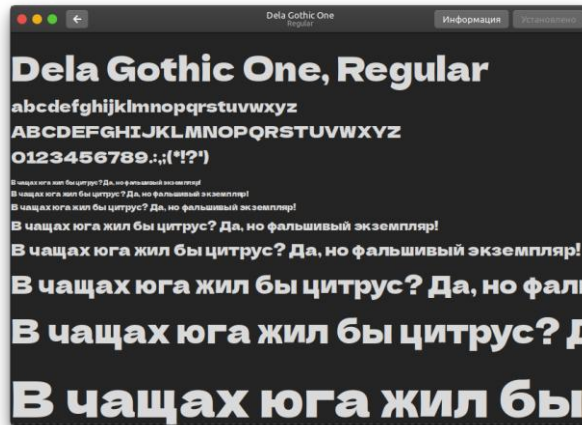 Dela Gothic One
Regular
Информация
Установлено
Dela Gothic One, Regular
abcdefghijklmnopqrstuvwxyz
ABCDEFGHIJKLMNOPQRSTUVWXYZ
0123456789.:,;(*!?')
В чащах юга жил бы цитрус? Да, но фальшивый экземпляр!
В чащах юга жил бы цитрус? Да, но фальшивый экземпляр!
В чащах юга жил бы цитрус? Да, но фальшивый экземпляр!
В чащах юга жил бы цитрус? Да, но фальшивый экземпляр!
В чащах юга жил бы цитрус? Да, но фальшивый экземпляр!
В чащах юга жил бы цитрус? Да, но фал
В чащах юга жил бы цитрус? Д
В чащах юга жил бы